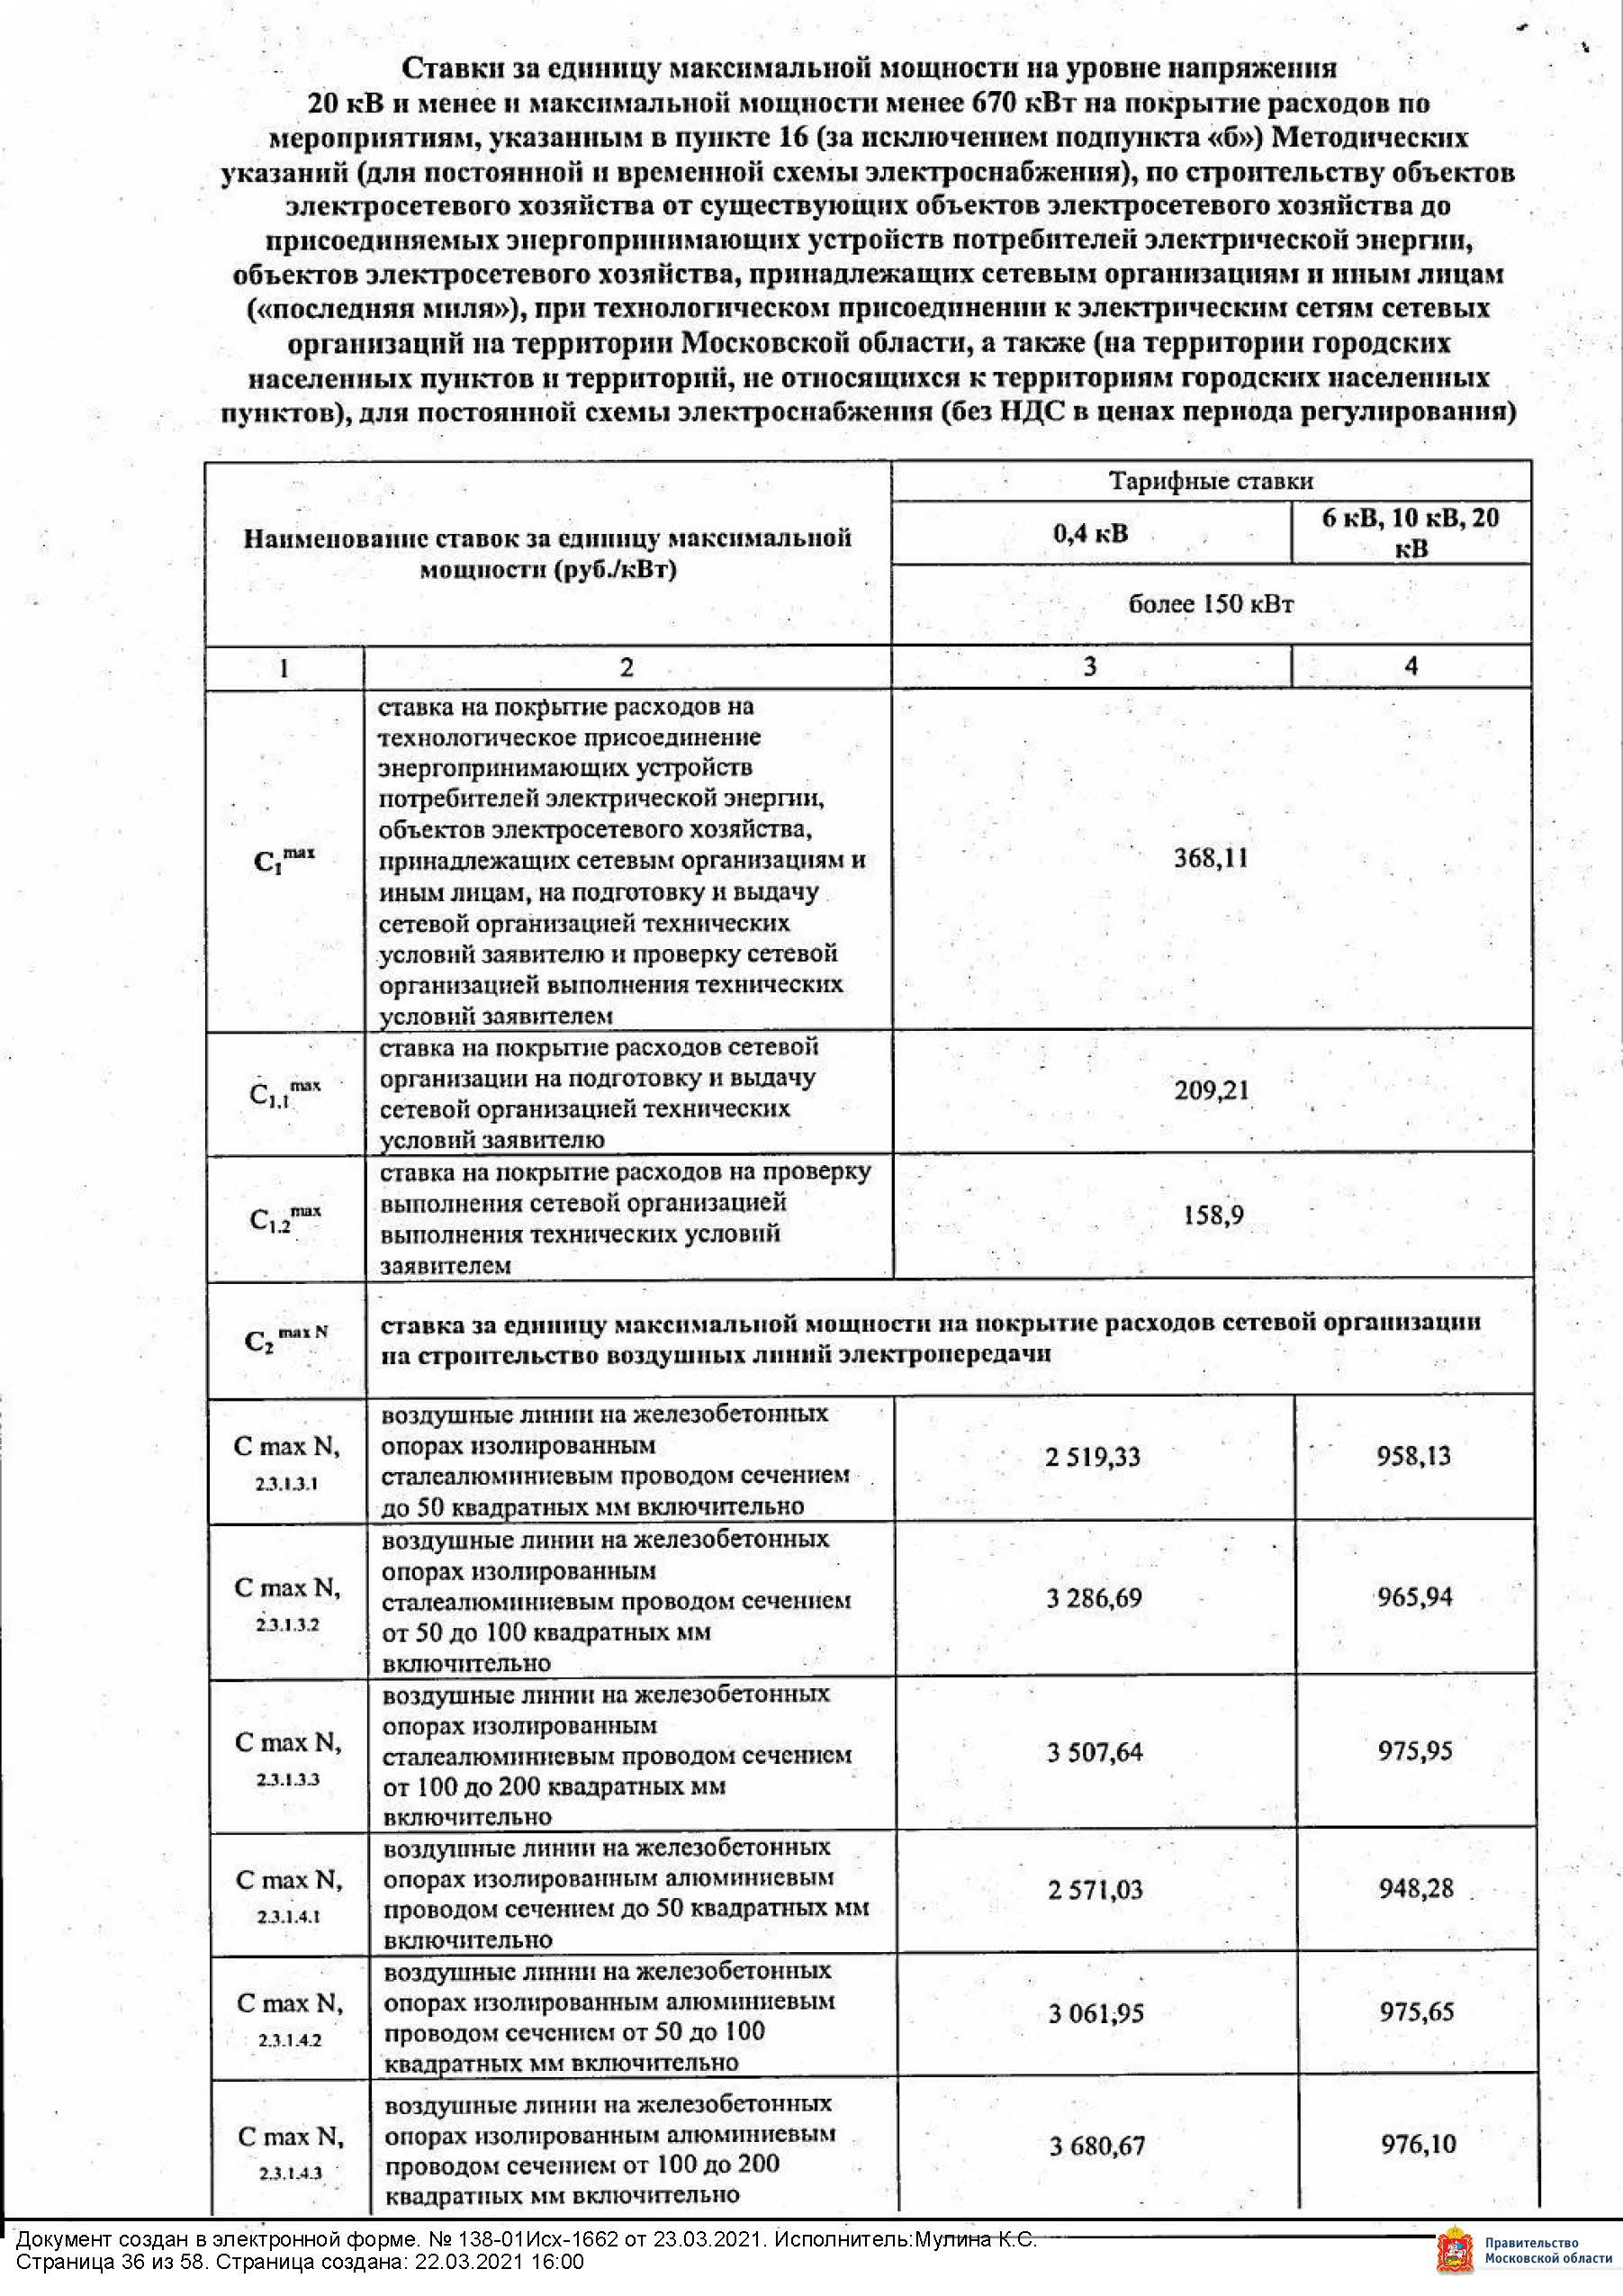 Ставки за единицу максимальной мощности на уровне напряжения
20 кВ и менее и максимальной мощности менее 670 кВт на покрытие расходов по
мероприятиям, указанным в пункте 16 (за исключением подпункта «б») Методических
указаний (для постоянной и временной схемы электроснабжения), по строительству объектов
электросетевого хозяйства от существующих объектов электросетевого хозяйства до
присоединяемых энергопринимающих устройств потребителей электрической энергии,
объектов электросетевого хозяйства, принадлежащих сетевым организациям и иным лицам
(«последняя миля»), при технологическом присоединении к электрическим сетям сетевых
организаций на территории Московской области, а также (на территории городских
населенных пунктов и территорий, не относящихся к территориям городских населенных
пунктов), для постоянной схемы электроснабжения (без НДС в ценах периода регулирования)
Наименование ставок за единицу максимальной
мощности (руб./кВт)
Тарифные ставки
0,4 кВ
6 кВ, 10 кВ, 20
кВ
более 150 кВт
1 2 3 4
C1 max
ставка на покрытие расходов на
технологическое присоединение
энергопринимающих устройств
потребителей электрической энергии,
объектов электросетевого хозяйства,
принадлежащих сетевым организациям и
иным лицам, на подготовку и выдачу
сетевой организацией технических
условий заявителю и проверку сетевой
организацией выполнения технических
условий заявителем
368,11
C1.1 max
ставка на покрытие расходов сетевой
организации на подготовку и выдачу
сетевой организацией технических
условий заявителю
209,21
C1.2 max
ставка на покрытие расходов на проверку
выполнения сетевой организацией
выполнения технических условий
заявителем
158,9
C2 max N
ставка за единицу максимальной мощности на покрытие расходов сетевой организации
на строительство воздушных линий электропередачи
C max N,
2.3.1.3.1
воздушные линии на железобетонных
опорах изолированным
сталеалюминиевым проводом сечением
до 50 квадратных мм включительно
2 519,33
958,13
C max N,
2.3.1.3.2
воздушные линии на железобетонных
опорах изолированным
сталеалюминиевым проводом сечением
от 50 до 100 квадратных мм
включительно
3 286,69
965,94
C max N,
2.3.1.3.3
воздушные линии на железобетонных
опорах изолированным
сталеалюминиевым проводом сечением
от 100 до 200 квадратных мм
включительно
3 507,64
975,95
C max N,
2.3.1.4.1
воздушные линии на железобетонных
опорах изолированным алюминиевым
проводом сечением до 50 квадратных мм
включительно
2 571,03
948,28
C max N,
2.3.1.4.2
воздушные линии на железобетонных
опорах изолированным алюминиевым
проводом сечением от 50 до 100
квадратных мм включительно
3 061,95
975,65
C max N,
2.3.1.4.3
воздушные линии на железобетонных
опорах изолированным алюминиевым
проводом сечением от 100 до 200
квадратных мм включительно
3 680,67
976,10
Документ создан в электронной форме. № 138-01Исх-1662 от 23.03.2021. Исполнитель:Мулина К.С.
Страница 36 из 58. Страница создана: 22.03.2021 16:00
Правительство
Московской области